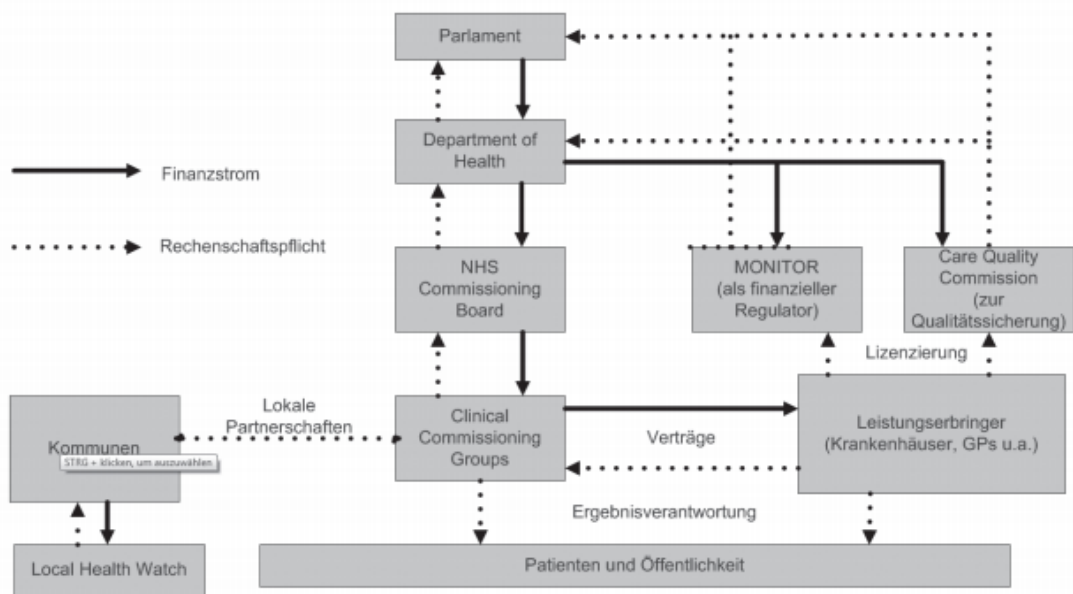 Parlament
Department of
Health
Finanzstrom
Rechenschaftspflicht
NHS
Commissioning
Board
MONITOR
(als finanzieller
Regulator)
Care Quality
Commission
(zur
Qualitätssicherung)
Lizenzierung
Kommunen
STRG + klicken, um auszuwählen
Lokale
Partnerschaften
Clinical
Commissioning
Groups
Verträge
Leistungserbringer
(Krankenhäuser, GPs u.a.)
Ergebnisverantwortung
Local Health Watch
Patienten und Öffentlichkeit